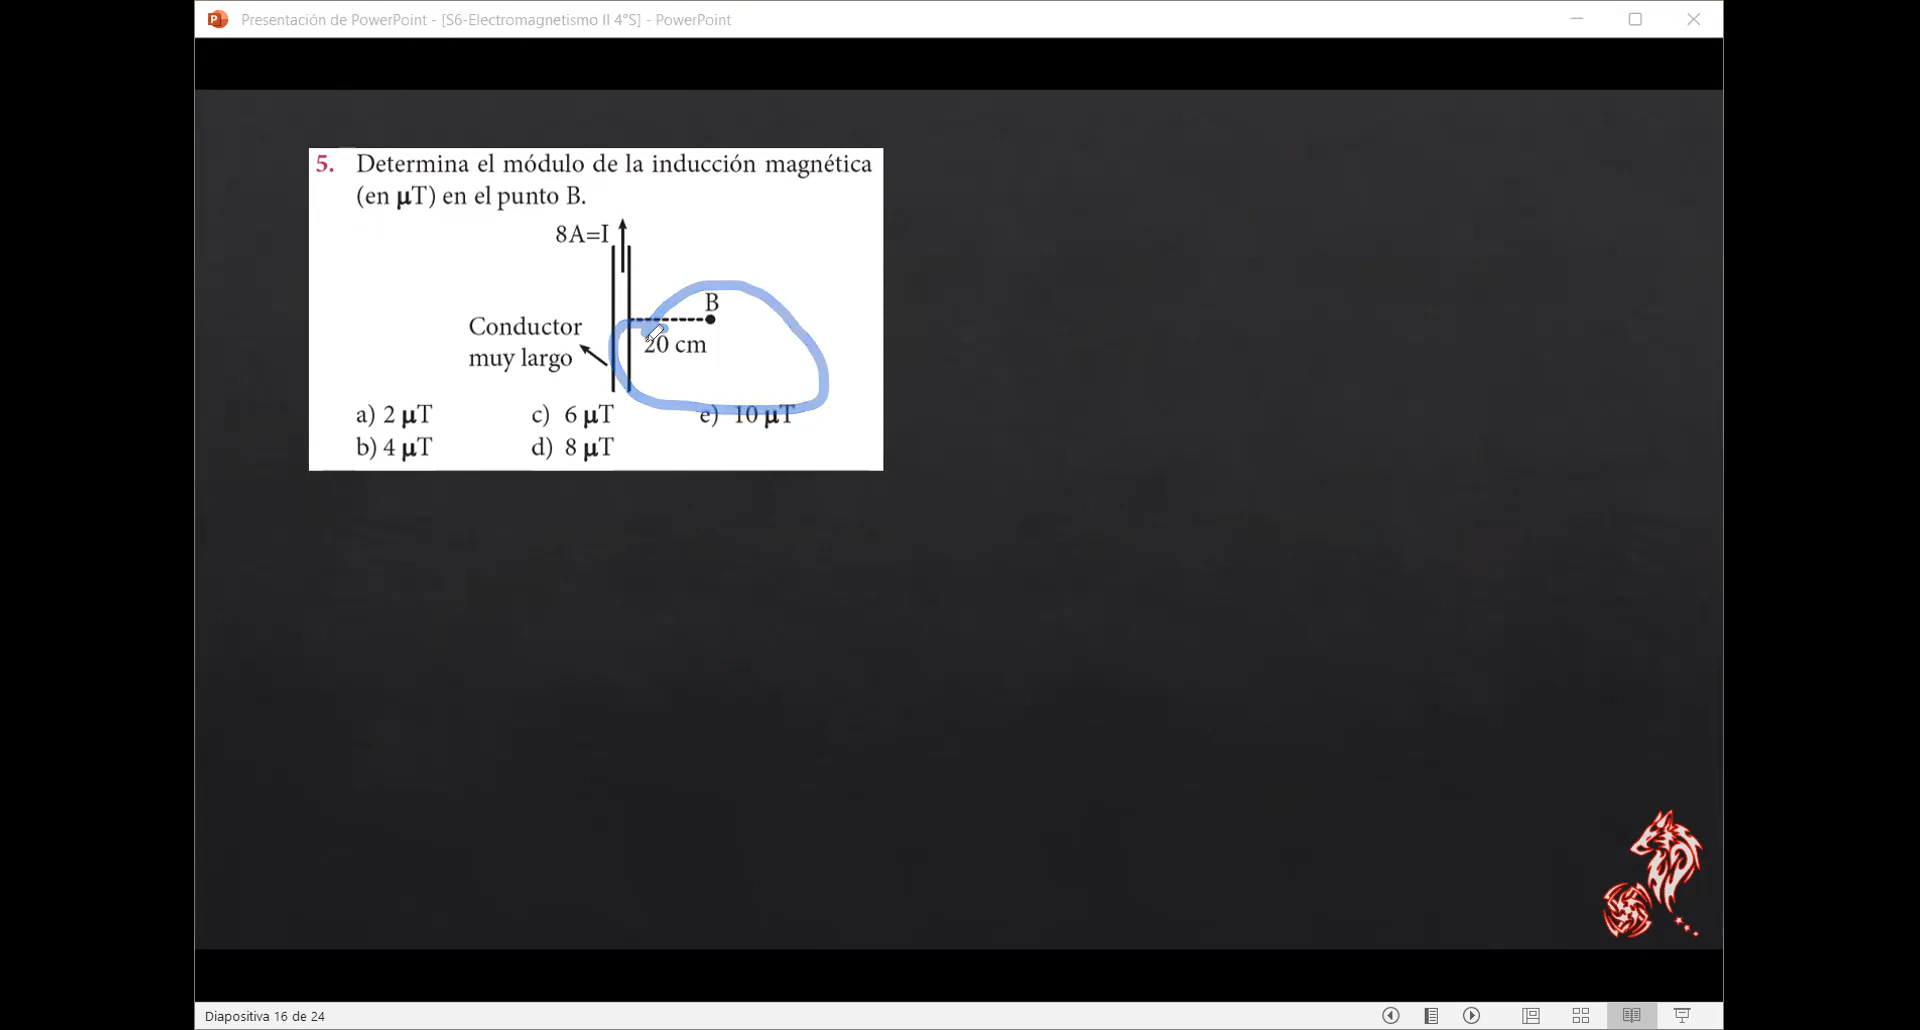 Presentación de PowerPoint - [S6-Electromagnetismo II 4°S] - PowerPoint
5. Determina el módulo de la inducción magnética
(en μT) en el punto B.
8A=I
B
Conductor
muy largo
20 cm
a) 2 μT
c) 6 μT
e) 10 μT
b) 4 μT
d) 8 μT
Diapositiva 16 de 24